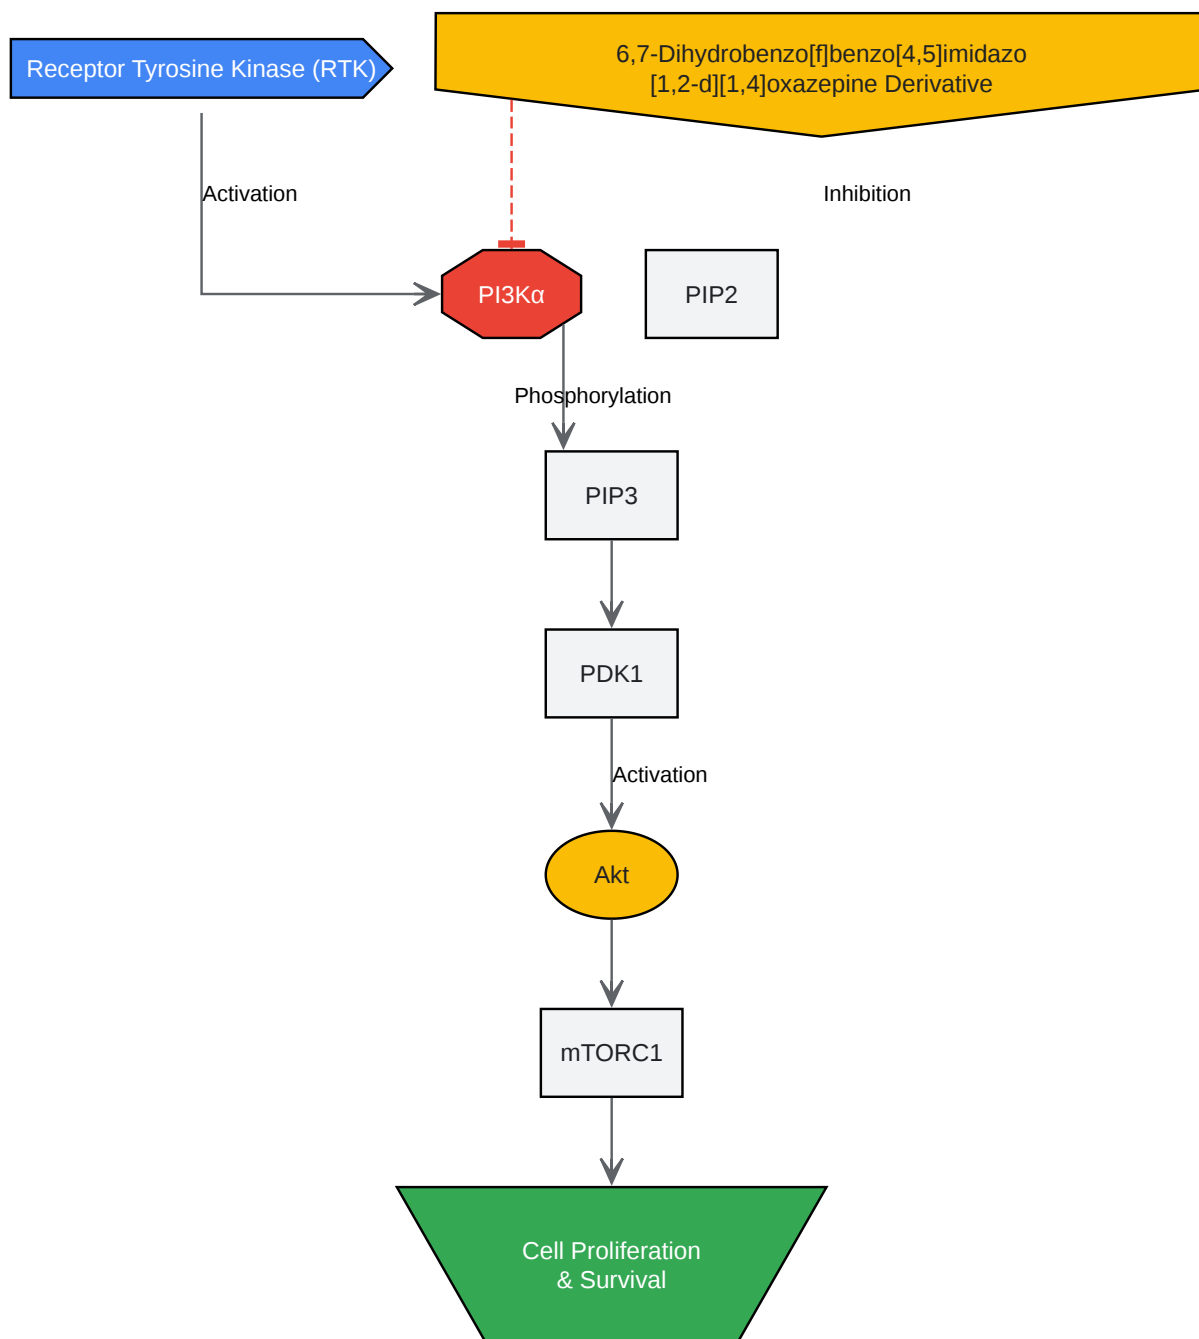 Receptor Tyrosine Kinase (RTK)
6,7-Dihydrobenzo[f]benzo[4,5]imidazo
[1,2-d][1,4]oxazepine Derivative
Activation
Inhibition
PI3Kα
PIP2
Phosphorylation
PIP3
PDK1
Activation
Akt
mTORC1
Cell Proliferation
& Survival